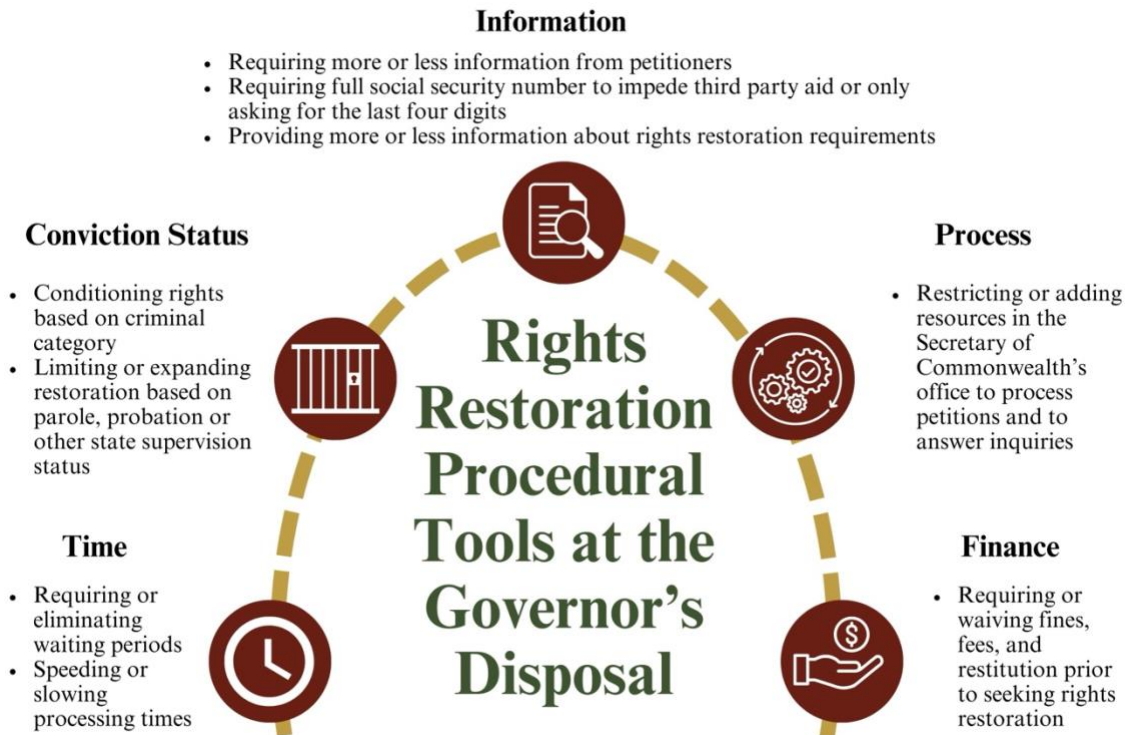 Information
• Requiring more or less information from petitioners
• Requiring full social security number to impede third party aid or only
asking for the last four digits
• Providing more or less information about rights restoration requirements
Conviction Status
• Conditioning rights
based on criminal
category
• Limiting or expanding
restoration based on
parole, probation or
other state supervision
status
Process
• Restricting or adding
resources in the
Secretary of
Commonwealth’s
office to process
petitions and to
answer inquiries
Rights
Restoration
Procedural
Tools at the
Governor’s
Disposal
Time
• Requiring or
eliminating
waiting periods
• Speeding or
slowing
processing times
Finance
• Requiring or
waiving fines,
fees, and
restitution prior
to seeking rights
restoration
$